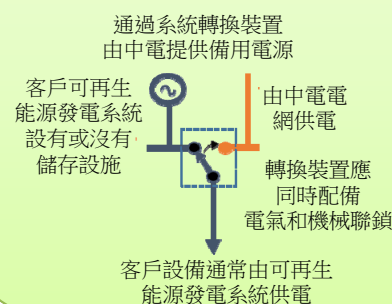 通過系統轉換裝置
由中電提供備用電源
客戶可再生
能源發電系統
設有或沒有
儲存設施
由中電電
網供電
轉換裝置應
同時配備
電氣和機械聯鎖
客戶設備通常由可再生
能源發電系統供電